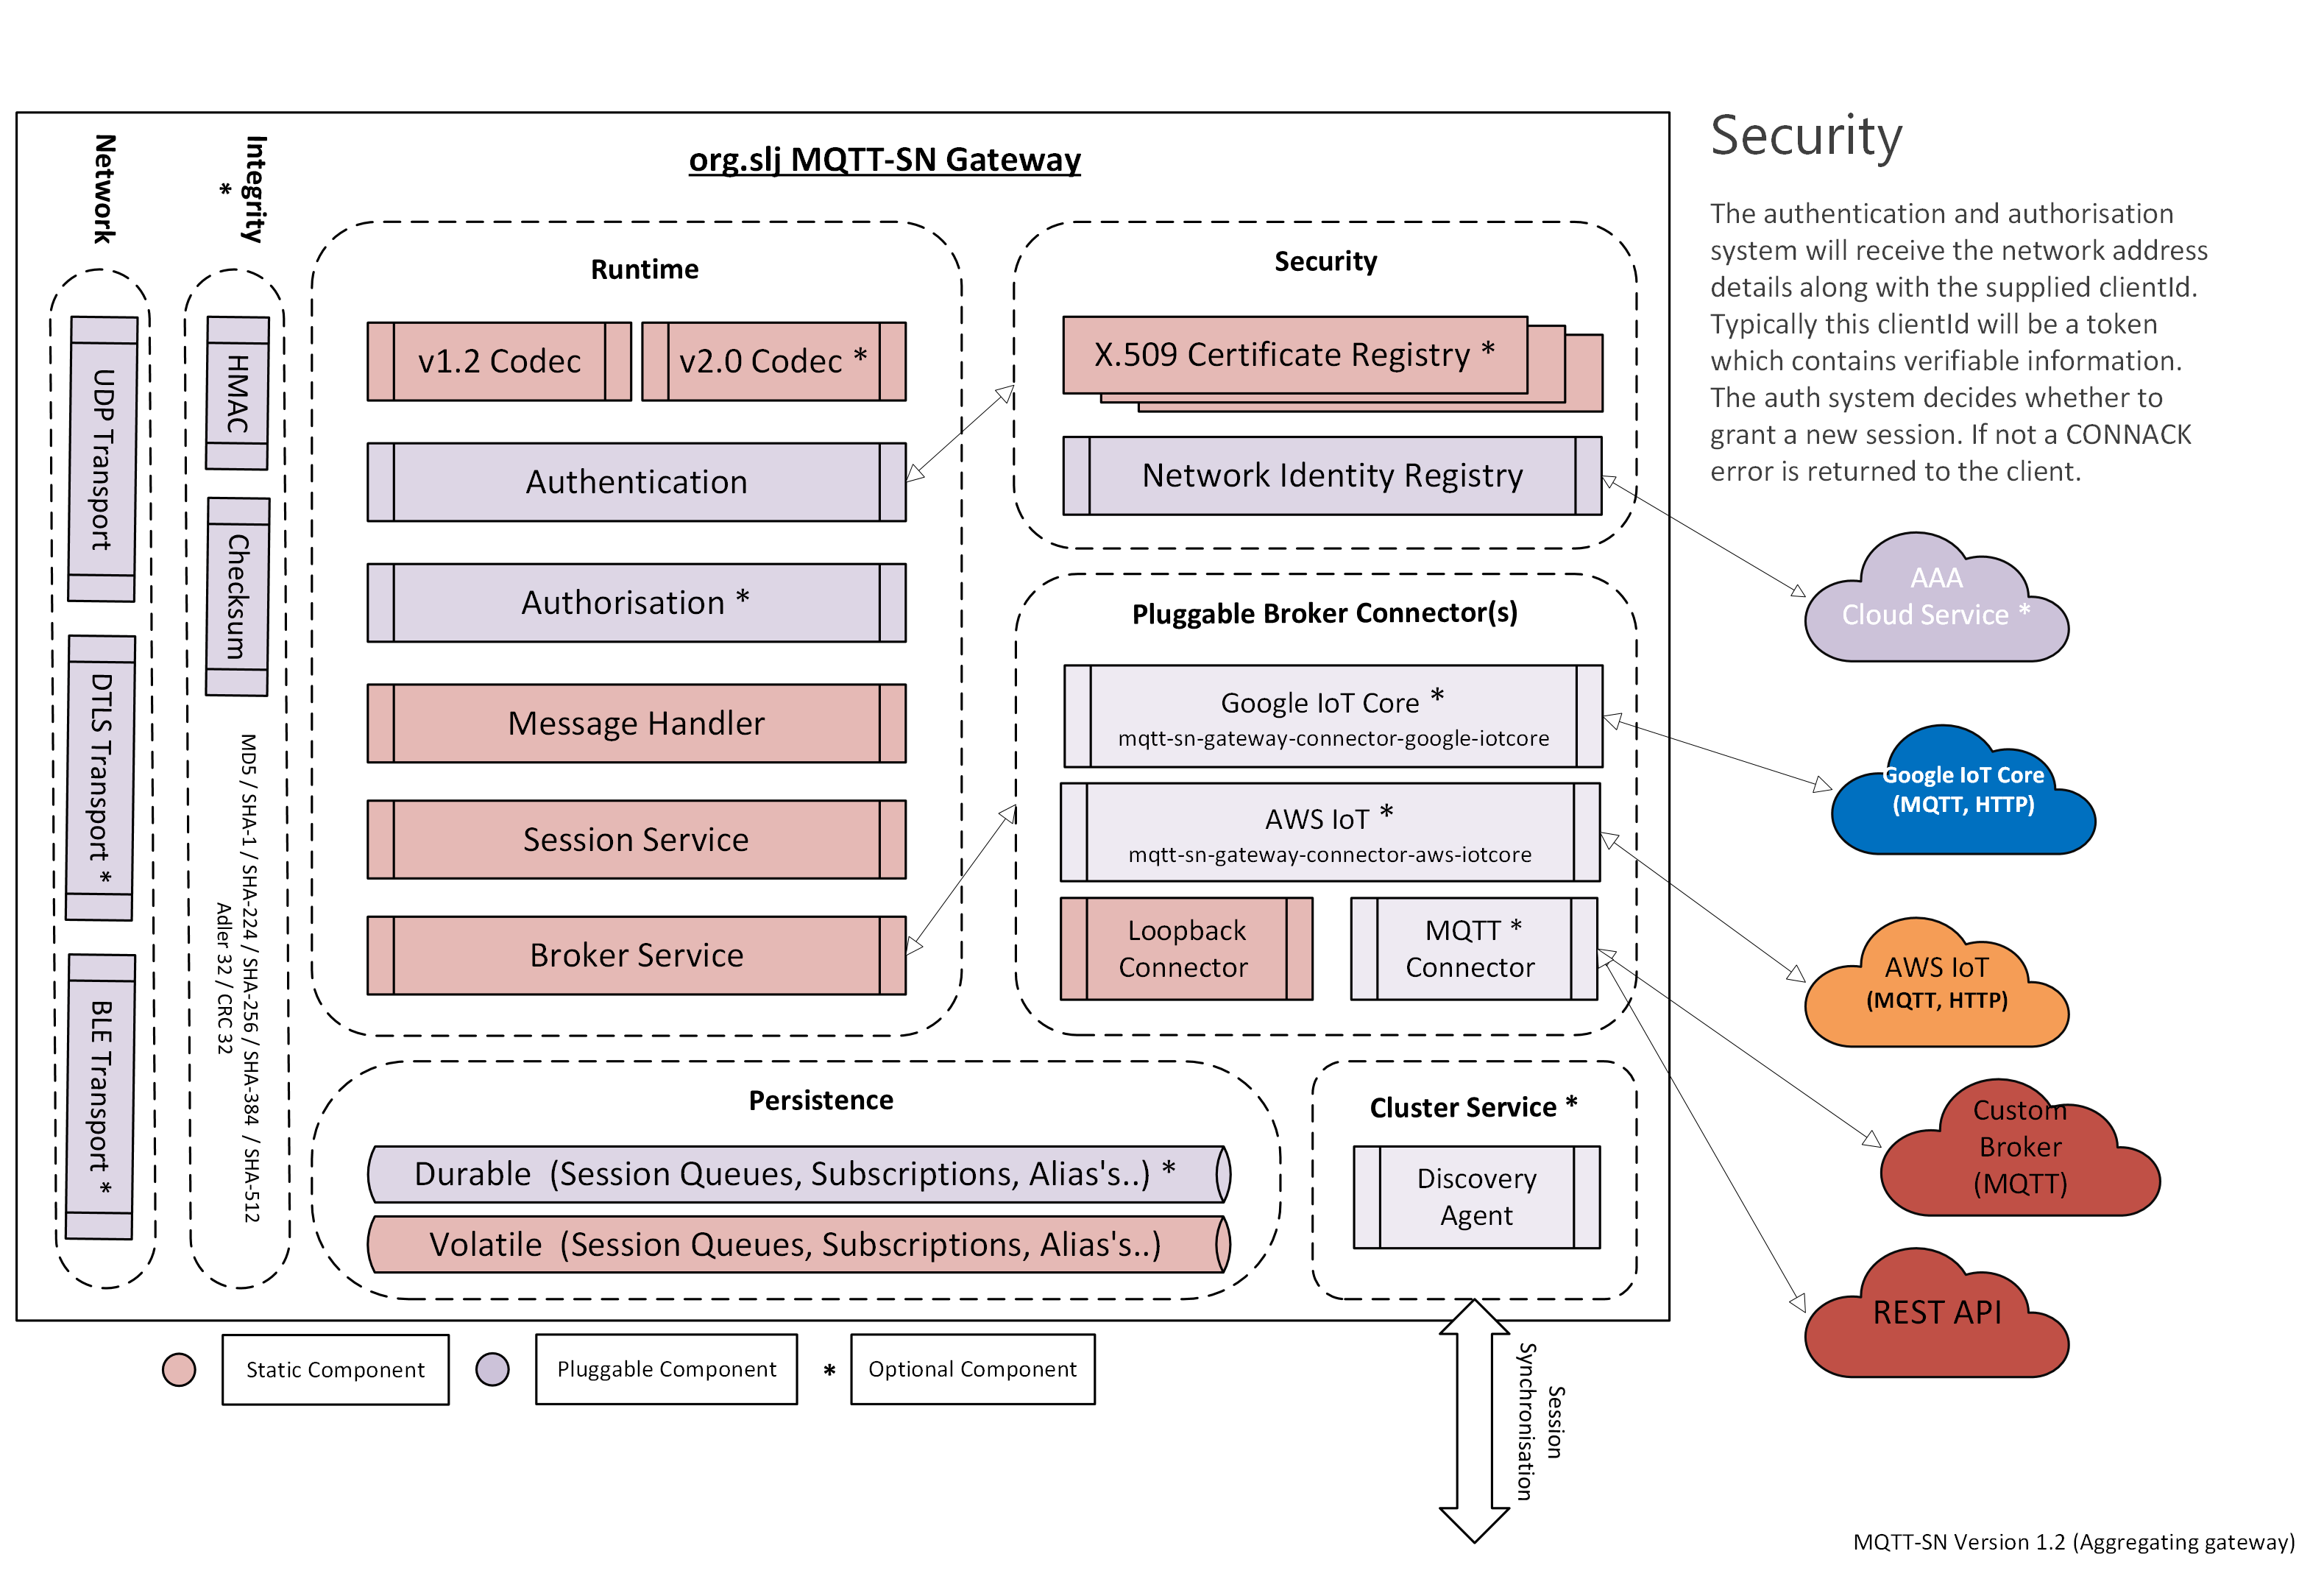 org.slj MQTT-SN Gateway
Network
Integrity
*
UDP Transport
DTLS Transport *
BLE Transport *
HMAC
Checksum
MD5 / SHA-1 / SHA-224 / SHA-256 / SHA-384 / SHA-512
Adler 32 / CRC 32
Runtime
v1.2 Codec
v2.0 Codec *
Authentication
Authorisation *
Message Handler
Session Service
Broker Service
Security
X.509 Certificate Registry *
Network Identity Registry
Pluggable Broker Connector(s)
Google IoT Core *
mqtt-sn-gateway-connector-google-iotcore
AWS IoT *
mqtt-sn-gateway-connector-aws-iotcore
Loopback
Connector
MQTT *
Connector
Persistence
Durable (Session Queues, Subscriptions, Alias's..) *
Volatile (Session Queues, Subscriptions, Alias's..)
Cluster Service *
Discovery
Agent
Session
Synchronisation
Static Component
Pluggable Component
*
Optional Component
Security
The authentication and authorisation
system will receive the network address
details along with the supplied clientId.
Typically this clientId will be a token
which contains verifiable information.
The auth system decides whether to
grant a new session. If not a CONNACK
error is returned to the client.
AAA
Cloud Service *
Google IoT Core
(MQTT, HTTP)
AWS IoT
(MQTT, HTTP)
Custom
Broker
(MQTT)
REST API
MQTT-SN Version 1.2 (Aggregating gateway)